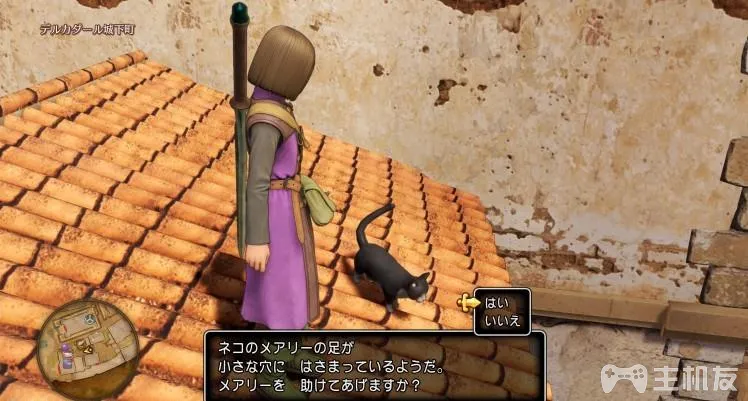 デルカダール城下町
はい
いいえ
ネコのメアリーの足が
小さな穴に はさまっているようだ。
メアリーを 助けてあげますか？
主机友